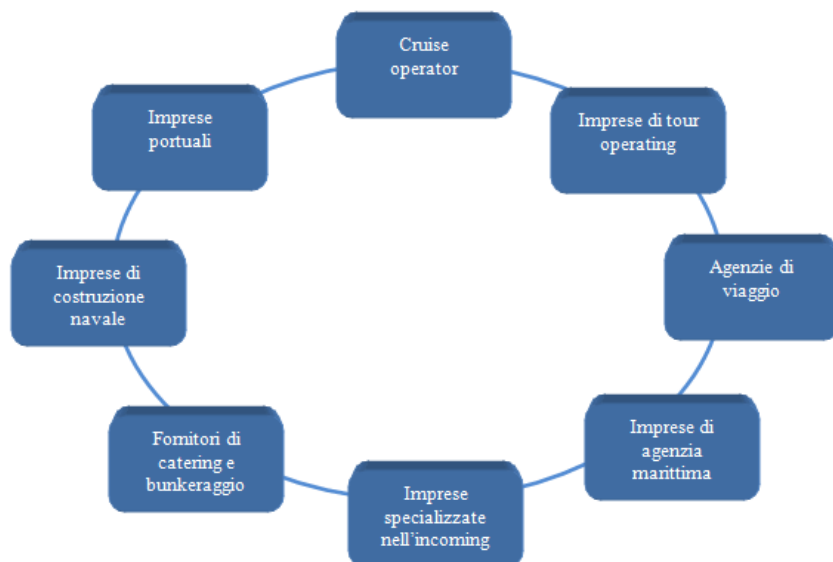 Cruise
operator
Imprese di tour
operating
Agenzie di
viaggio
Imprese di
agenzia
marittima
Imprese
specializzate
nell'incoming
Fornitori di
catering e
bunkeraggio
Imprese di
costruzione
navale
Imprese
portuali